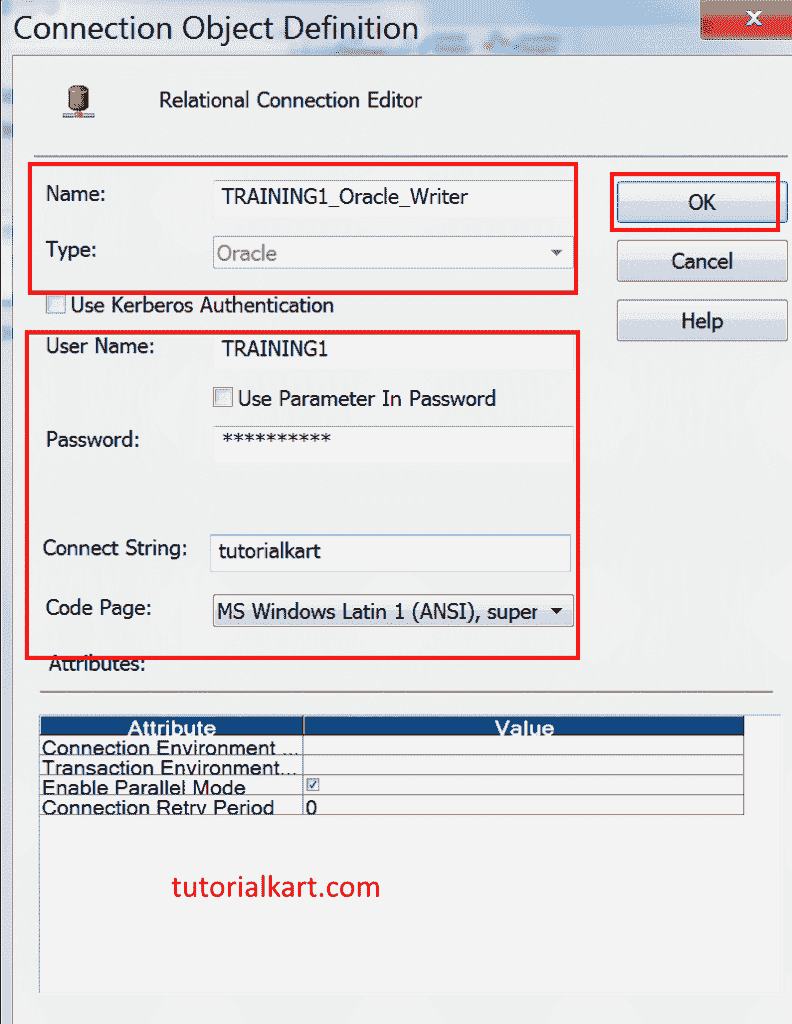 Connection Object Definition
x
Relational Connection Editor
Name: TRAINING1_Oracle_Writer
OK
Type: Oracle
Cancel
Use Kerberos Authentication
Help
User Name: TRAINING1
Use Parameter In Password
Password: **********
Connect String: tutorialkart
Code Page: MS Windows Latin 1 (ANSI), super
Attributes:
Attribute Value
Connection Environment ...
Transaction Environment...
Enable Parallel Mode
Connection Retry Period 0
tutorialkart.com